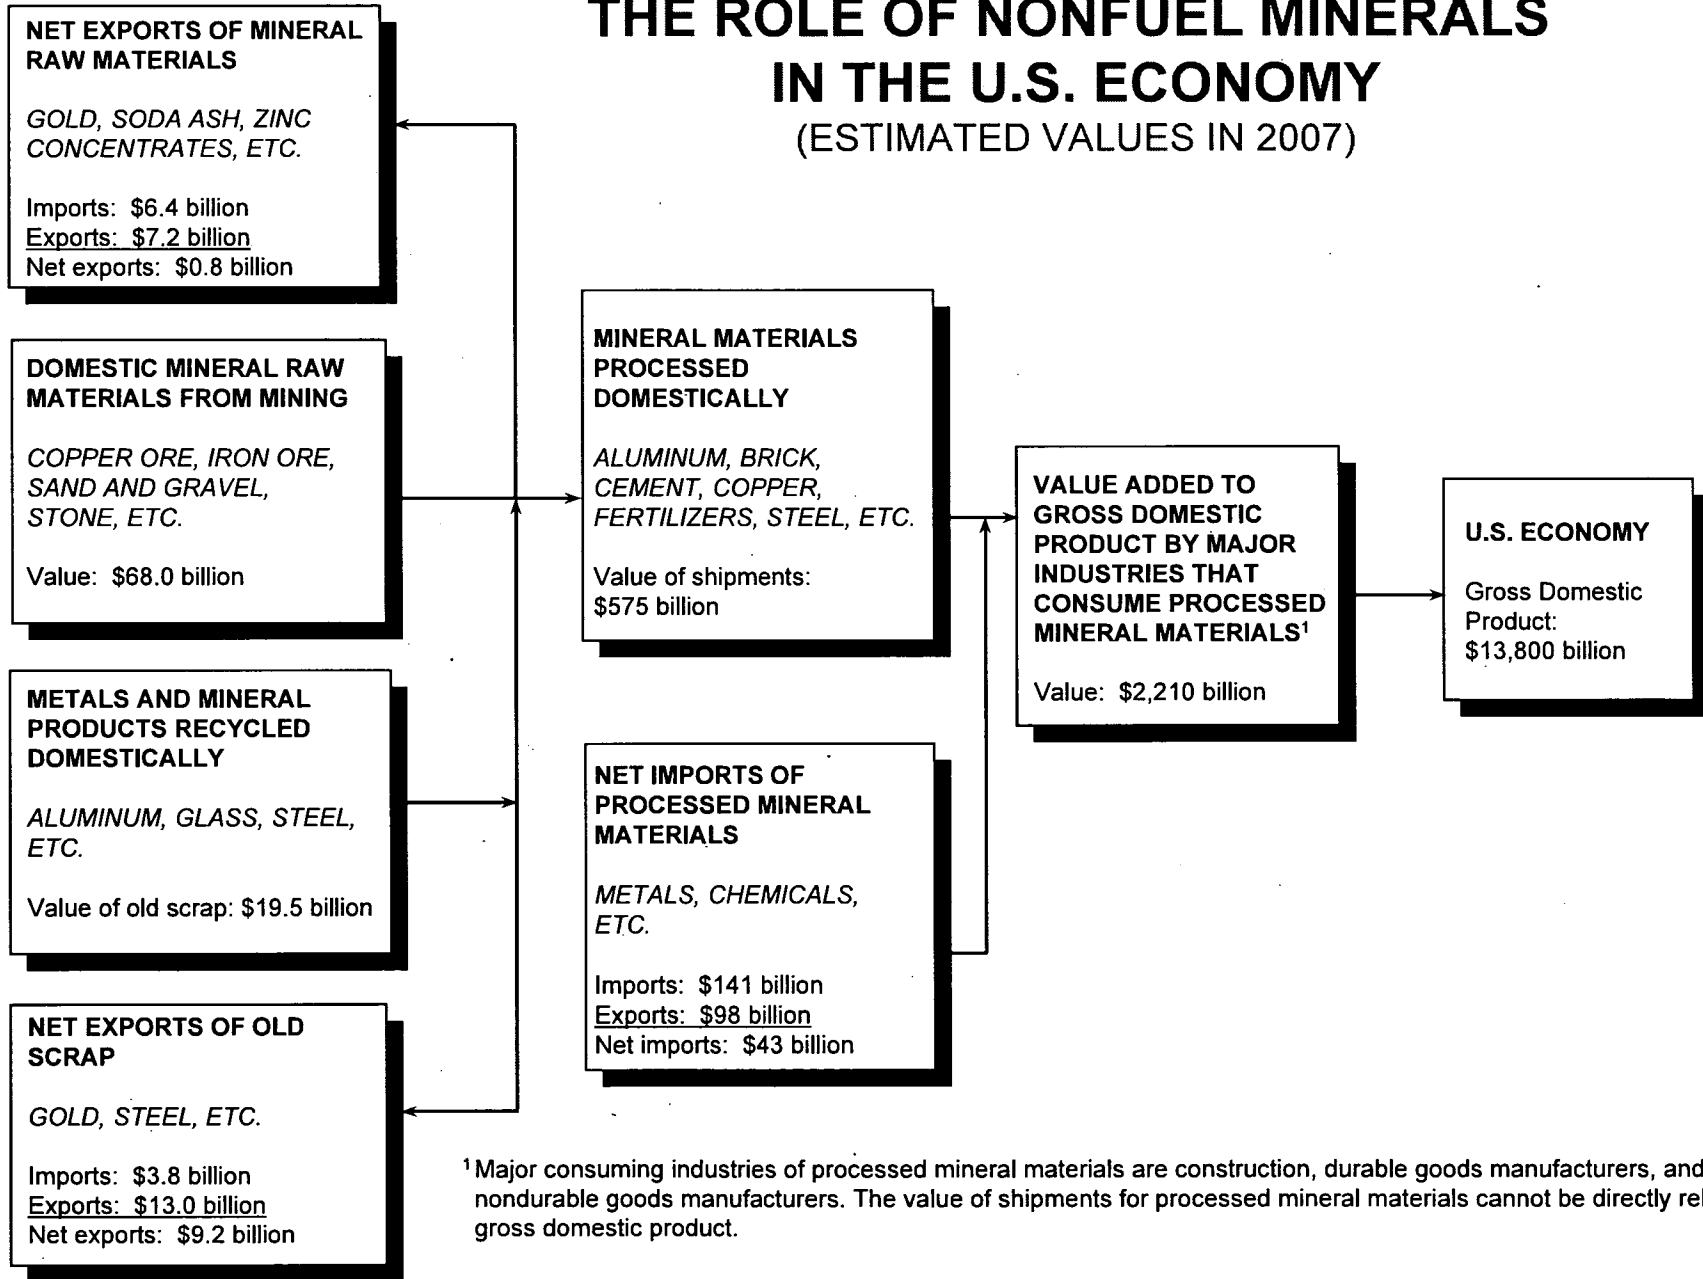 THE ROLE OF NONFUEL MINERALS
IN THE U.S. ECONOMY
(ESTIMATED VALUES IN 2007)
NET EXPORTS OF MINERAL
RAW MATERIALS
GOLD, SODA ASH, ZINC
CONCENTRATES, ETC.
Imports: $6.4 billion
Exports: $7.2 billion
Net exports: $0.8 billion
DOMESTIC MINERAL RAW
MATERIALS FROM MINING
COPPER ORE, IRON ORE,
SAND AND GRAVEL,
STONE, ETC.
Value: $68.0 billion
METALS AND MINERAL
PRODUCTS RECYCLED
DOMESTICALLY
ALUMINUM, GLASS, STEEL,
ETC.
Value of old scrap: $19.5 billion
NET EXPORTS OF OLD
SCRAP
GOLD, STEEL, ETC.
Imports: $3.8 billion
Exports: $13.0 billion
Net exports: $9.2 billion
MINERAL MATERIALS
PROCESSED
DOMESTICALLY
ALUMINUM, BRICK,
CEMENT, COPPER,
FERTILIZERS, STEEL, ETC.
Value of shipments:
$575 billion
NET IMPORTS OF
PROCESSED MINERAL
MATERIALS
METALS, CHEMICALS,
ETC.
Imports: $141 billion
Exports: $98 billion
Net imports: $43 billion
VALUE ADDED TO
GROSS DOMESTIC
PRODUCT BY MAJOR
INDUSTRIES THAT
CONSUME PROCESSED
MINERAL MATERIALS¹
Value: $2,210 billion
U.S. ECONOMY
Gross Domestic
Product:
$13,800 billion
¹ Major consuming industries of processed mineral materials are construction, durable goods manufacturers, and
nondurable goods manufacturers. The value of shipments for processed mineral materials cannot be directly
gross domestic product.